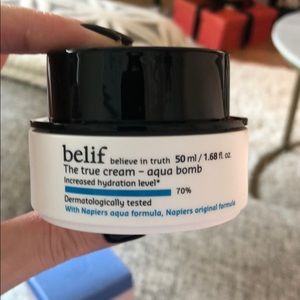 belif believe in truth 50 ml / 1.68 fl. oz.
The true cream – aqua bomb
Increased hydration level*
70%
Dermatologically tested
With Napiers aqua formula, Napiers original formula